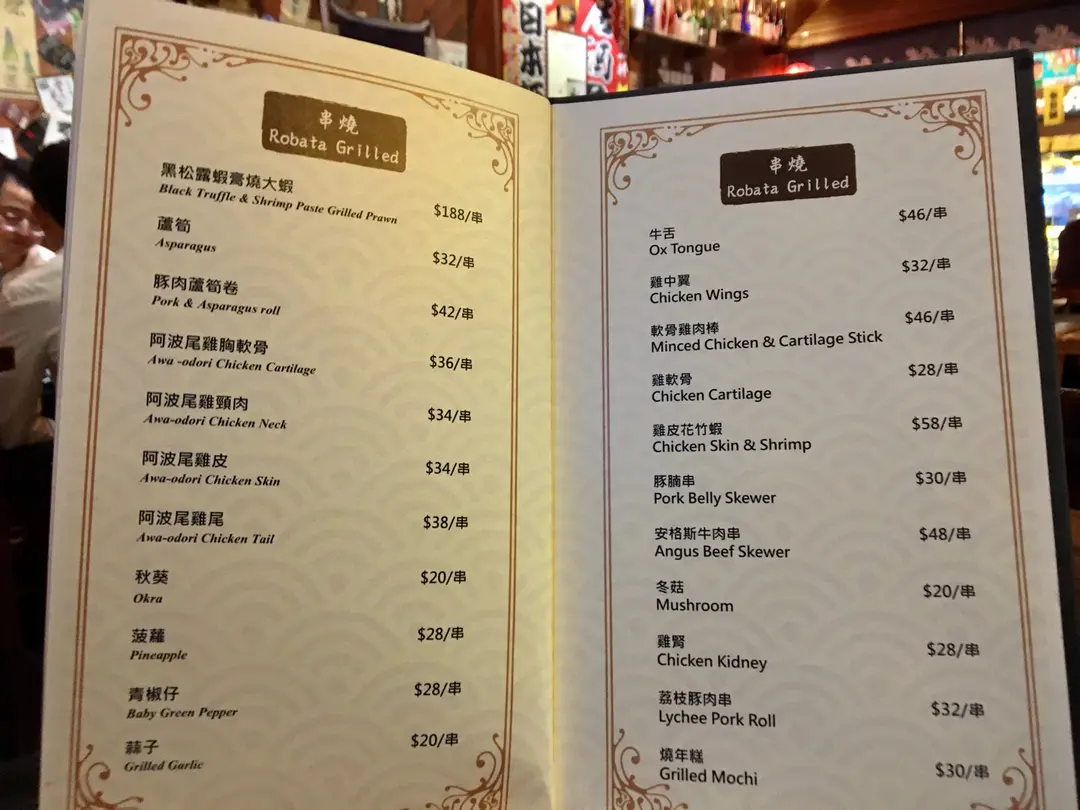 日本
居酒
串燒
Robata Grilled
黑松露蝦膏燒大蝦
Black Truffle & Shrimp Paste Grilled Prawn
$188/串
蘆筍
Asparagus
$32/串
豚肉蘆筍卷
Pork & Asparagus roll
$42/串
阿波尾雞胸軟骨
Awa -odori Chicken Cartilage
$36/串
阿波尾雞頸肉
Awa-odori Chicken Neck
$34/串
阿波尾雞皮
Awa-odori Chicken Skin
$34/串
阿波尾雞尾
Awa-odori Chicken Tail
$38/串
秋葵
Okra
$20/串
菠蘿
Pineapple
$28/串
青椒仔
Baby Green Pepper
$28/串
蒜子
Grilled Garlic
$20/串
串燒
Robata Grilled
牛舌
Ox Tongue
$46/串
雞中翼
Chicken Wings
$32/串
軟骨雞肉棒
Minced Chicken & Cartilage Stick
$46/串
雞軟骨
Chicken Cartilage
$28/串
雞皮花竹蝦
Chicken Skin & Shrimp
$58/串
豚腩串
Pork Belly Skewer
$30/串
安格斯牛肉串
Angus Beef Skewer
$48/串
冬菇
Mushroom
$20/串
雞腎
Chicken Kidney
$28/串
荔枝豚肉串
Lychee Pork Roll
$32/串
燒年糕
Grilled Mochi
$30/串